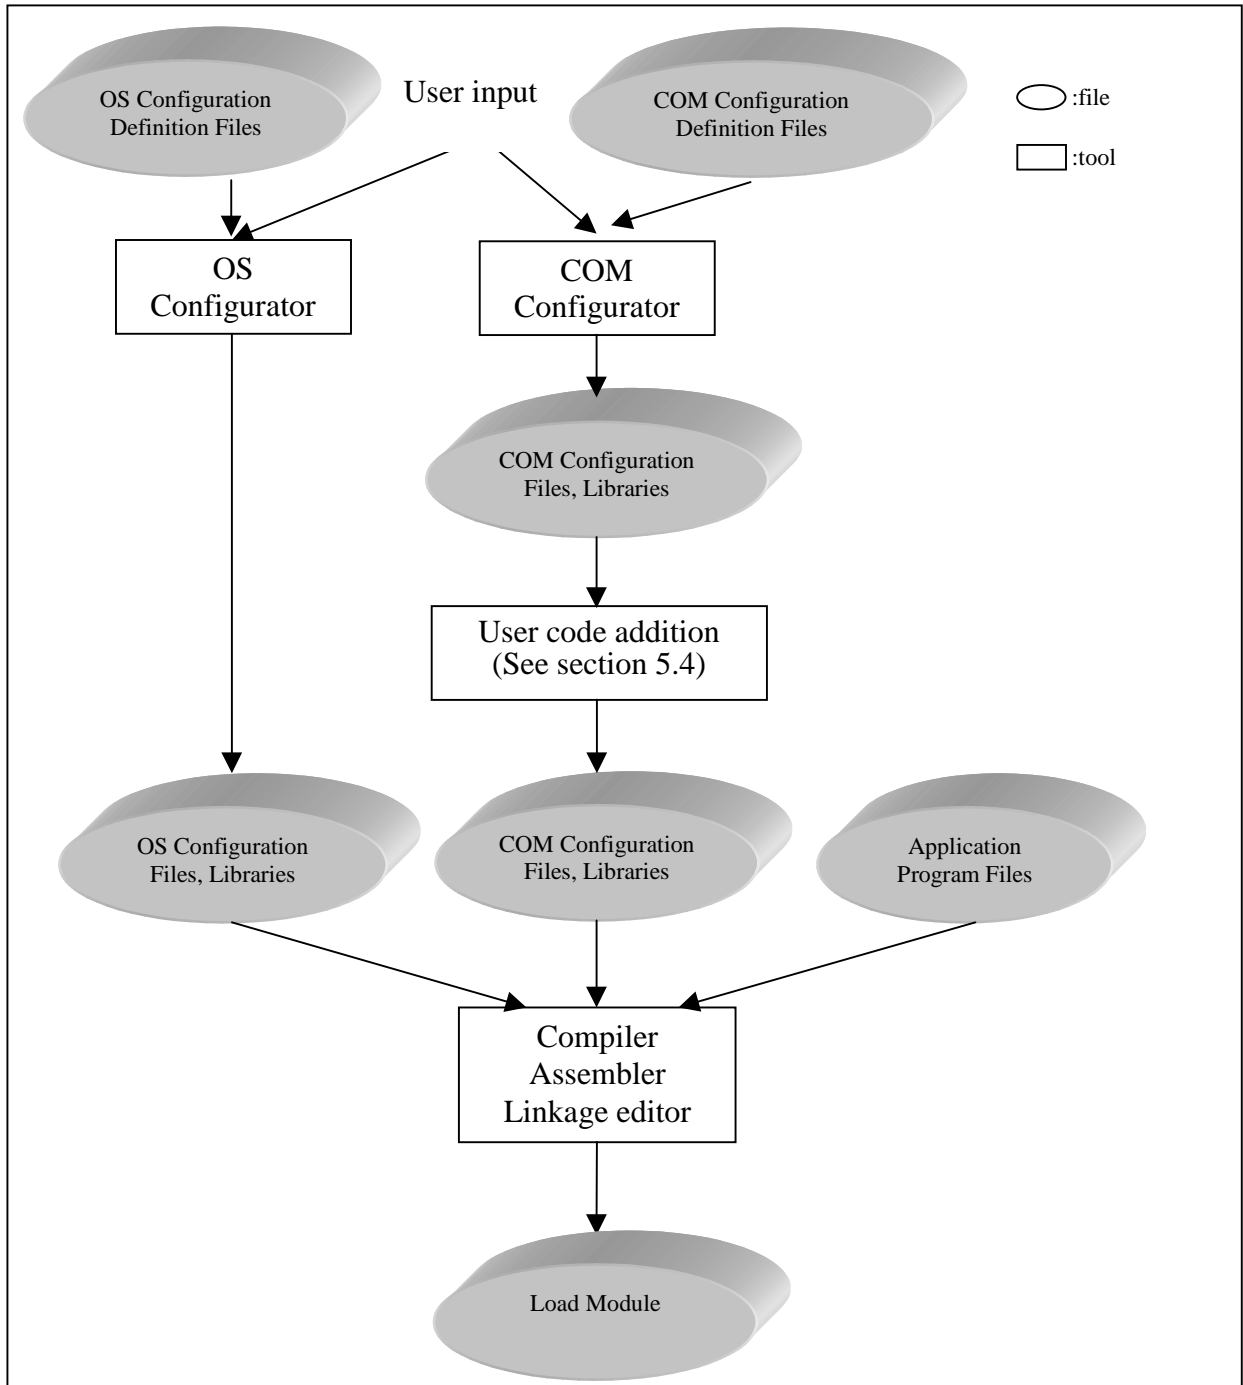 OS Configuration
Definition Files
User input
COM Configuration
Definition Files
:file
:tool
OS
Configurator
COM
Configurator
COM Configuration
Files, Libraries
User code addition
(See section 5.4)
OS Configuration
Files, Libraries
COM Configuration
Files, Libraries
Application
Program Files
Compiler
Assembler
Linkage editor
Load Module